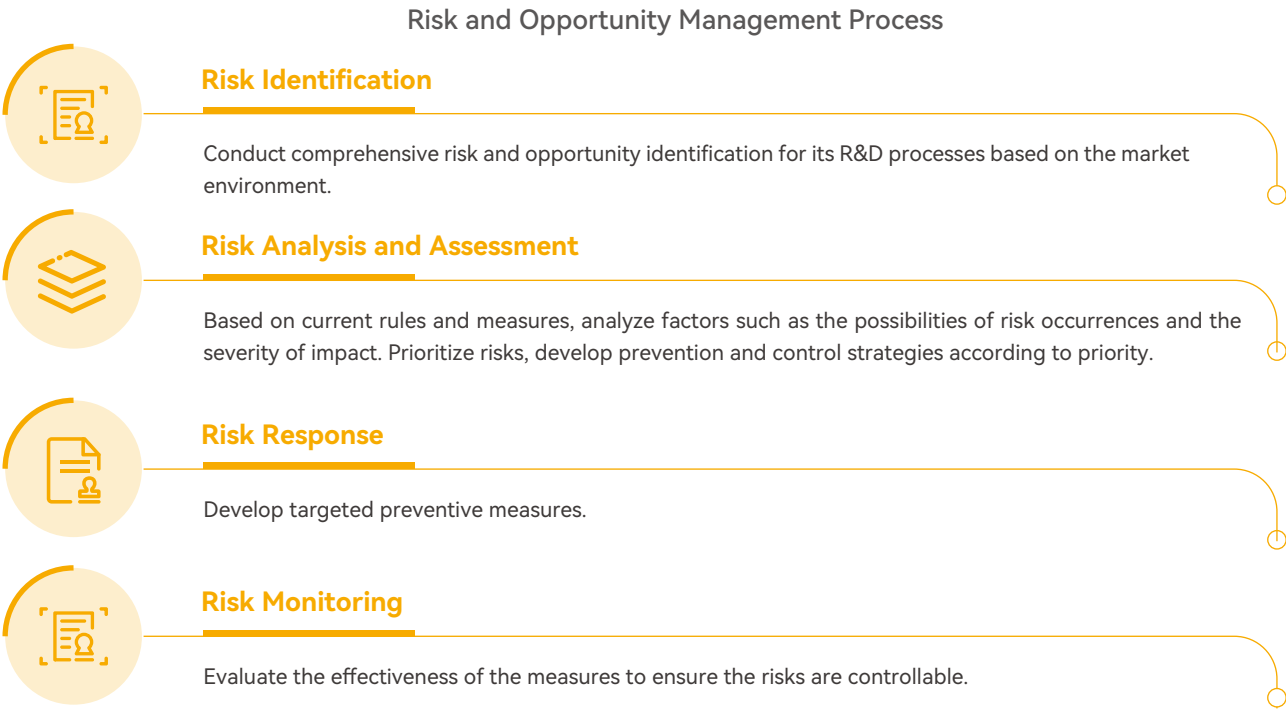 Risk and Opportunity Management Process
Risk Identification
Conduct comprehensive risk and opportunity identification for its R&D processes based on the market
environment.
Risk Analysis and Assessment
Based on current rules and measures, analyze factors such as the possibilities of risk occurrences and the
severity of impact. Prioritize risks, develop prevention and control strategies according to priority.
Risk Response
Develop targeted preventive measures.
Risk Monitoring
Evaluate the effectiveness of the measures to ensure the risks are controllable.